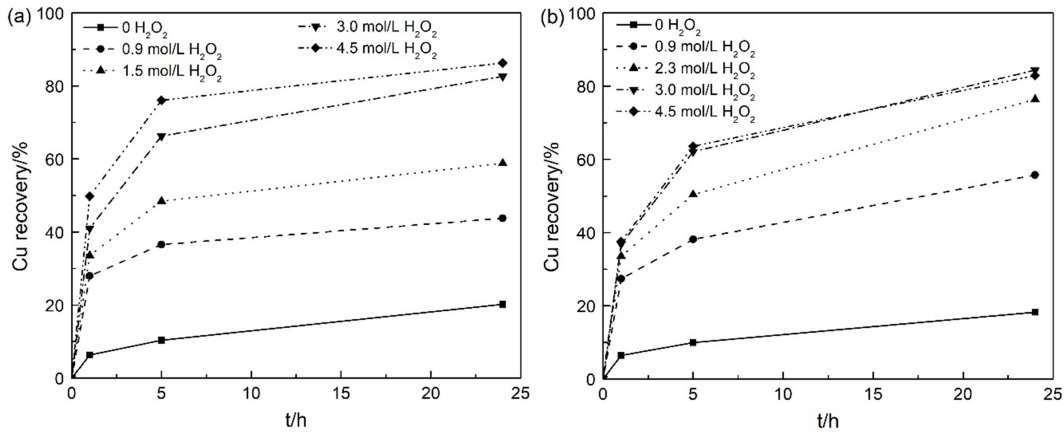 (a)
0 H₂O₂
0.9 mol/L H₂O₂
1.5 mol/L H₂O₂
3.0 mol/L H₂O₂
4.5 mol/L H₂O₂
Cu recovery/%
100
80
60
40
20
0
0 5 10 15 20 25
t/h
(b)
0 H₂O₂
0.9 mol/L H₂O₂
2.3 mol/L H₂O₂
3.0 mol/L H₂O₂
4.5 mol/L H₂O₂
Cu recovery/%
100
80
60
40
20
0
0 5 10 15 20 25
t/h